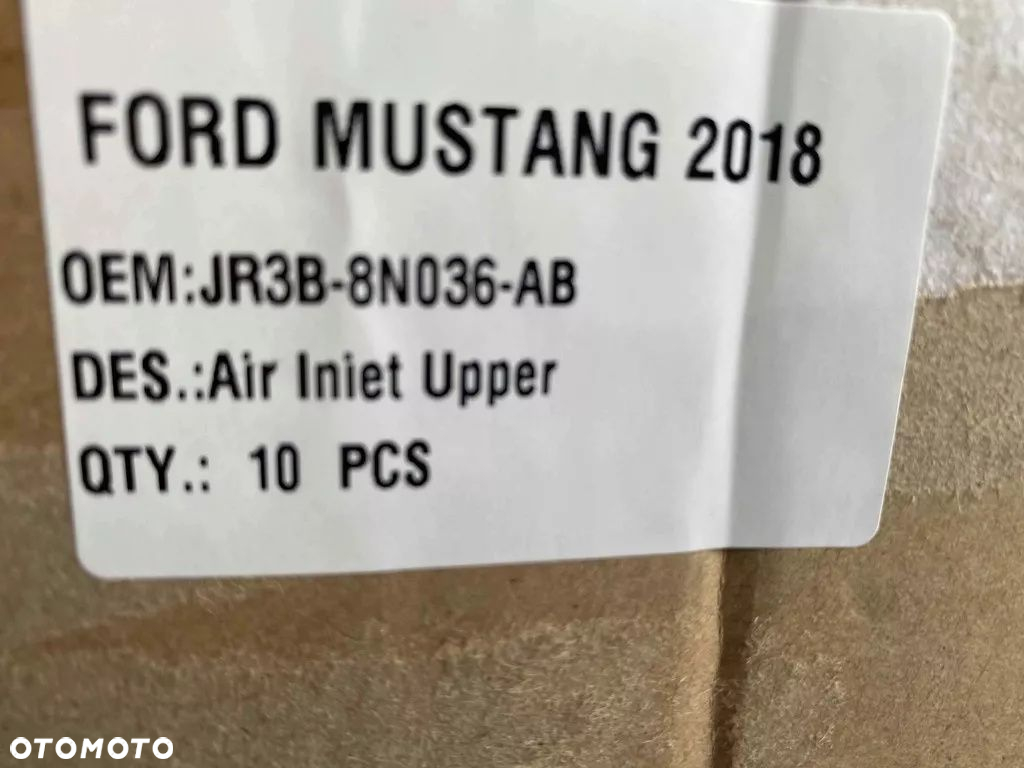 FORD MUSTANG 2018
OEM:JR3B-8N036-AB
DES.:Air Iniet Upper
QTY.: 10 PCS
OTOMOTO